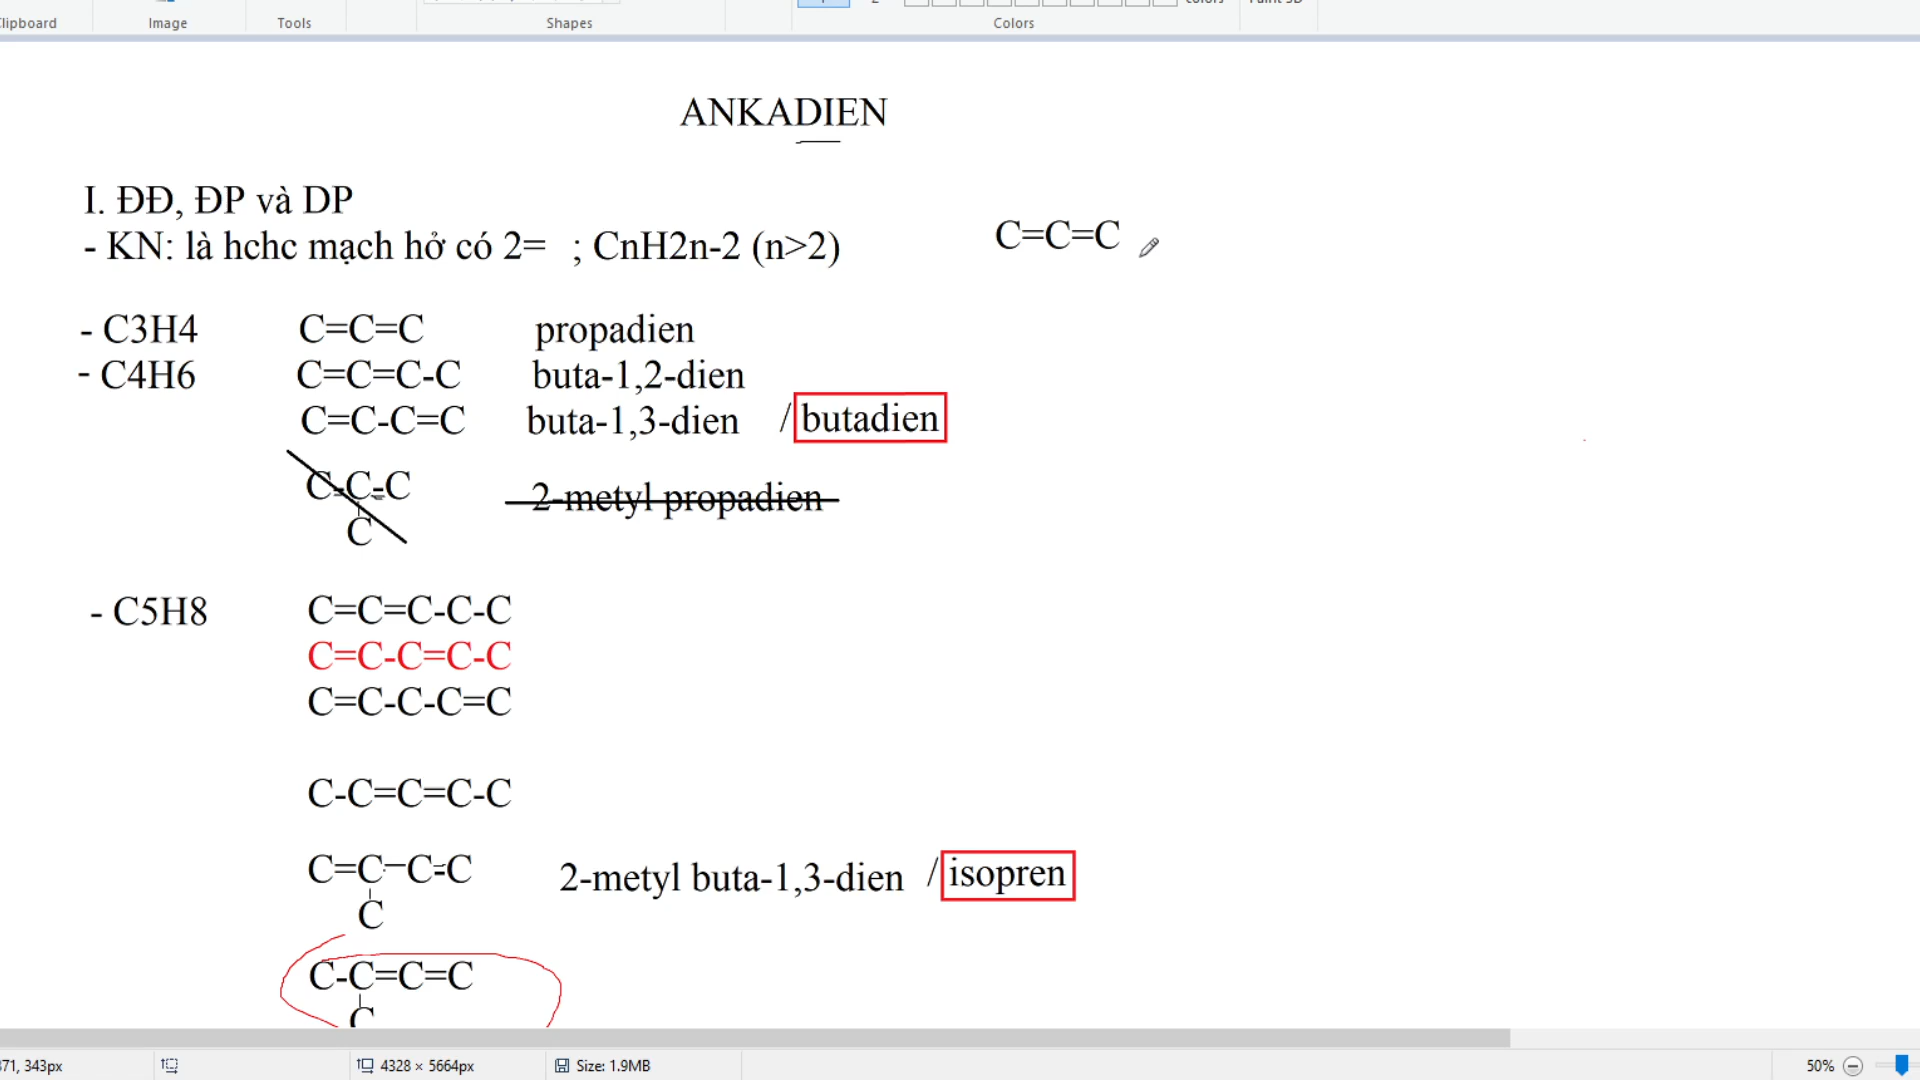 Image Tools Shapes Colors
ANKADIEN
I. ĐĐ, ĐP và DP
- KN: là hchc mạch hở có 2= ; CnH2n-2 (n>2) C=C=C
- C3H4 C=C=C propadien
- C4H6 C=C=C-C buta-1,2-dien
C=C-C=C buta-1,3-dien / butadien
C=C=C 2-metyl propadien
C
- C5H8 C=C=C-C-C
C=C-C=C-C
C=C-C-C=C
C-C=C=C-C
C=C-C=C 2-metyl buta-1,3-dien / isopren
C
C-C=C=C
C
343px 4328 × 5664px Size: 1.9MB 50%